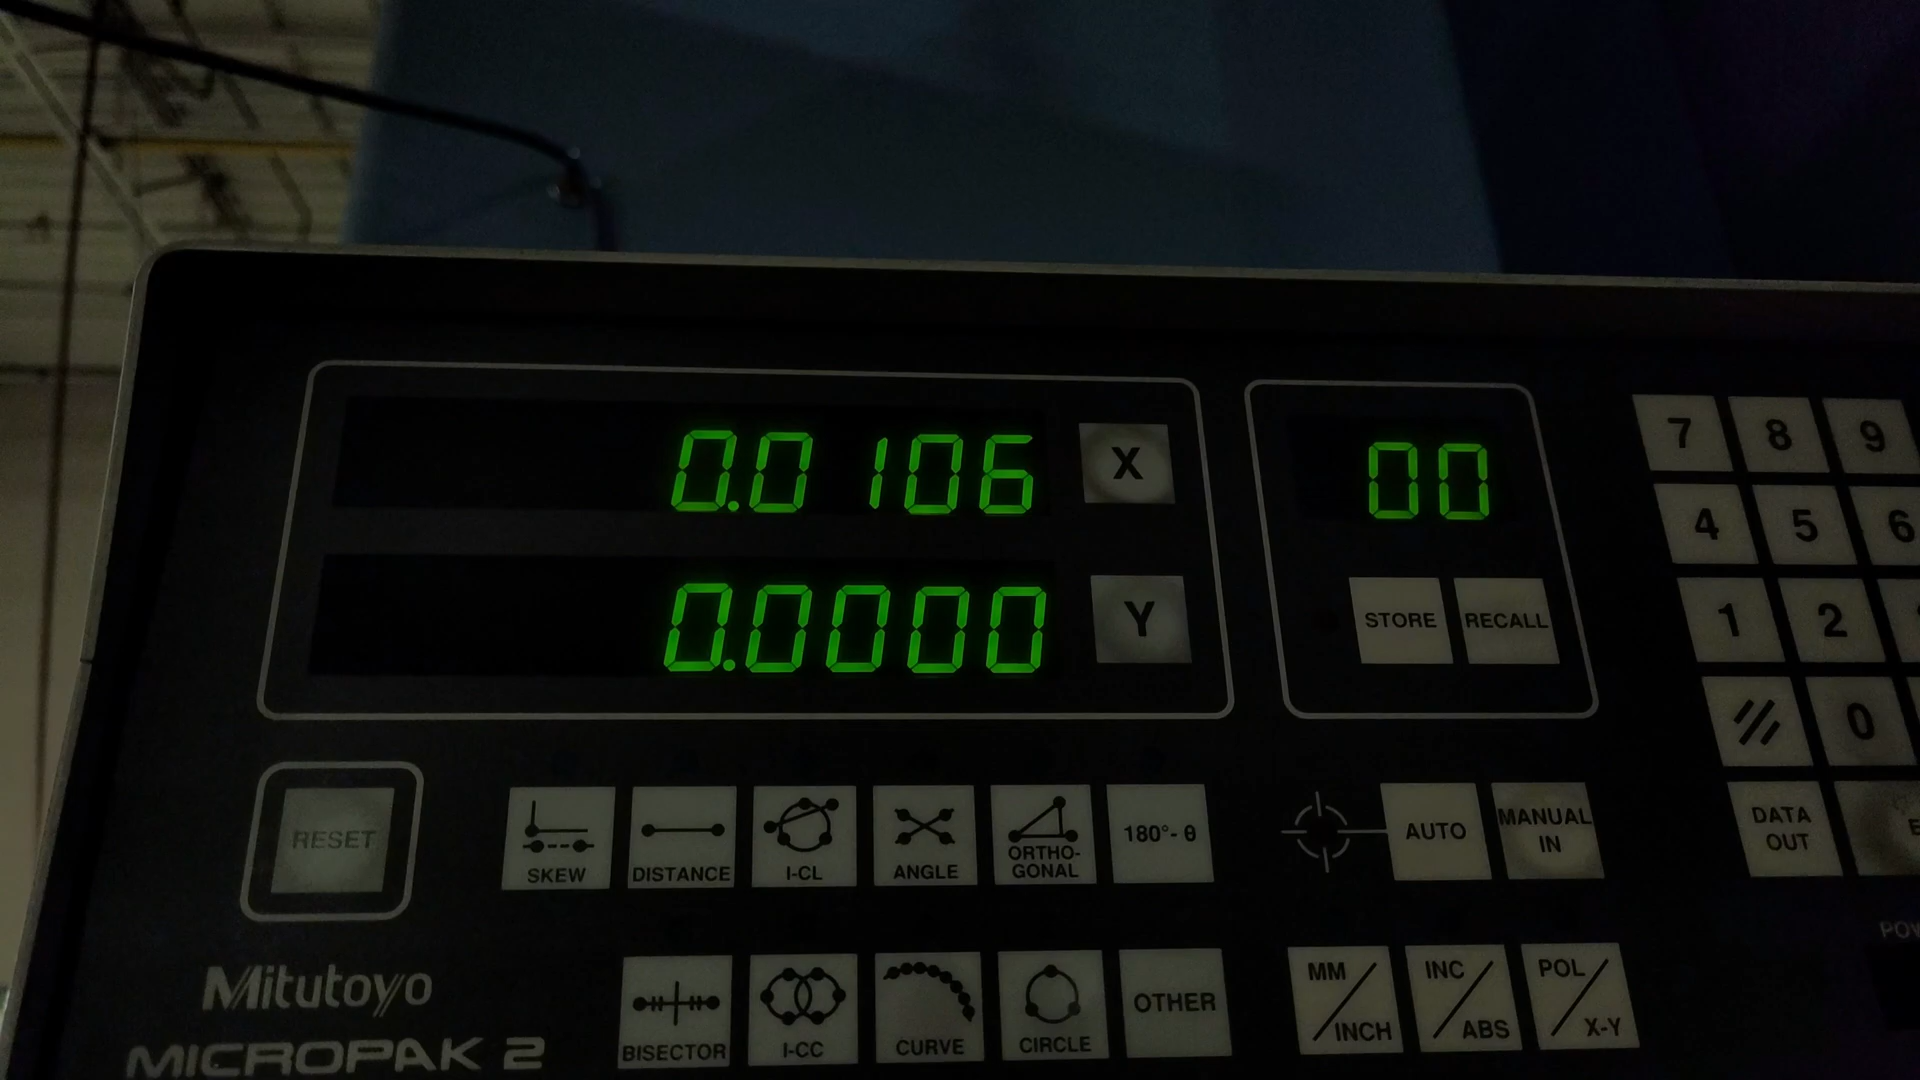 0.0106 X
0.0000 Y
00
STORE RECALL
7 8 9
4 5 6
1 2
0
RESET
SKEW
DISTANCE
I-CL
ANGLE
ORTHO-
GONAL
180°- θ
AUTO
MANUAL
IN
DATA
OUT
Mitutoyo
MICROPAK 2
BISECTOR
I-CC
CURVE
CIRCLE
OTHER
MM/INCH
INC/ABS
POL/X-Y